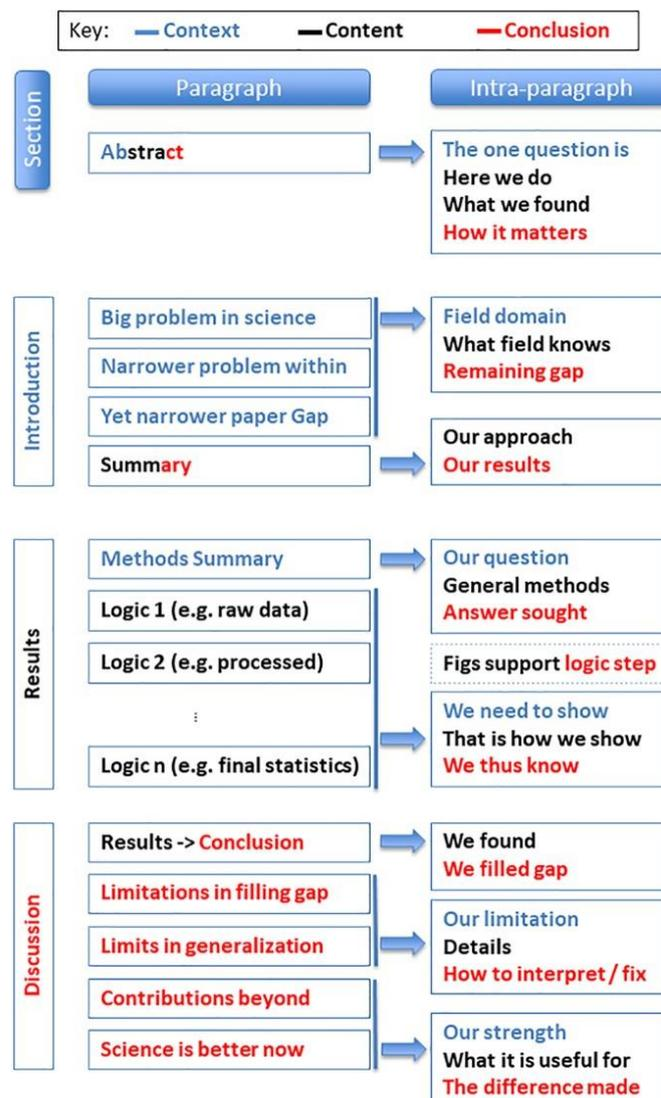 Key: Context Content Conclusion
Section
Paragraph
Intra-paragraph
Abstract
The one question is
Here we do
What we found
How it matters
Introduction
Big problem in science
Narrower problem within
Yet narrower paper Gap
Summary
Field domain
What field knows
Remaining gap
Our approach
Our results
Results
Methods Summary
Logic 1 (e.g. raw data)
Logic 2 (e.g. processed)
...
Logic n (e.g. final statistics)
Our question
General methods
Answer sought
Figs support logic step
We need to show
That is how we show
We thus know
Discussion
Results -> Conclusion
Limitations in filling gap
Limits in generalization
Contributions beyond
Science is better now
We found
We filled gap
Our limitation
Details
How to interpret / fix
Our strength
What it is useful for
The difference made